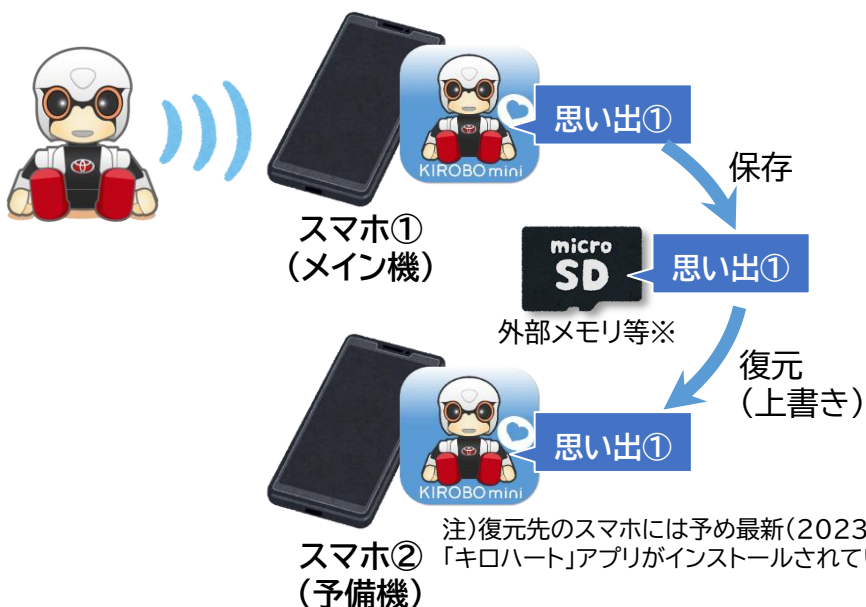 思い出①
KIROBO mini
保存
スマホ①
(メイン機)
micro
SD
思い出①
外部メモリ等※
復元
(上書き)
思い出①
KIROBO mini
注)復元先のスマホには予め最新(2023
「キロハート」アプリがインストールされてい
スマホ②
(予備機)